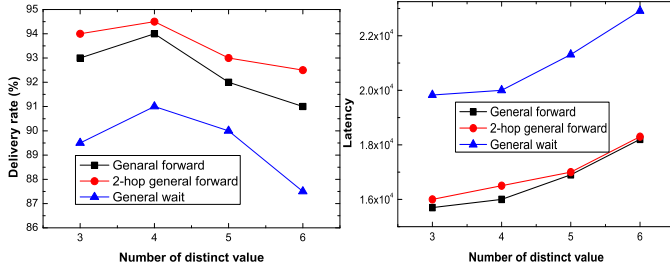 95
94
93
92
91
90
89
88
87
86
Delivery rate (%)
Genaral forward
2-hop general forward
General wait
3 4 5 6
Number of distinct value
2.2x10⁴
2.0x10⁴
1.8x10⁴
1.6x10⁴
Latency
General forward
2-hop general forward
General wait
3 4 5 6
Number of distinct value